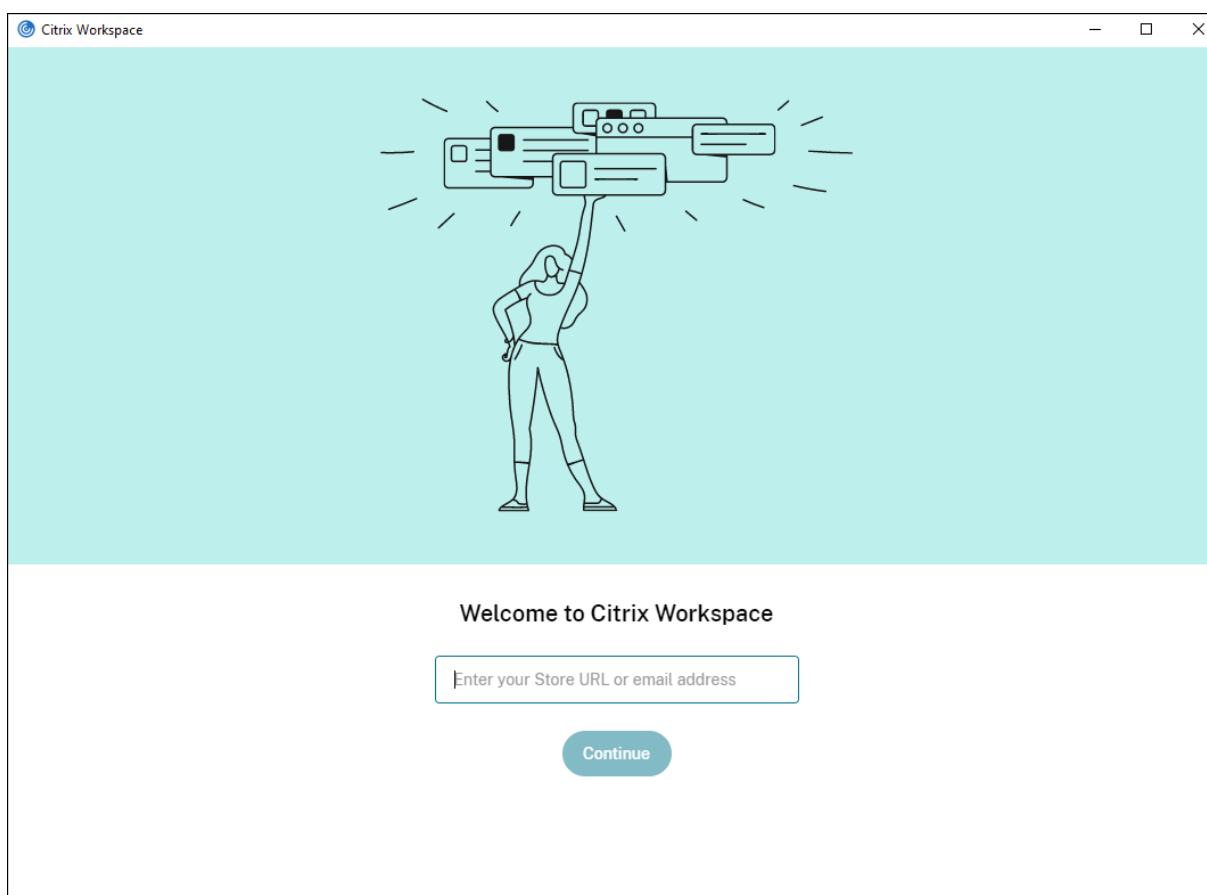 Citrix Workspace
Welcome to Citrix Workspace
Enter your Store URL or email address
Continue